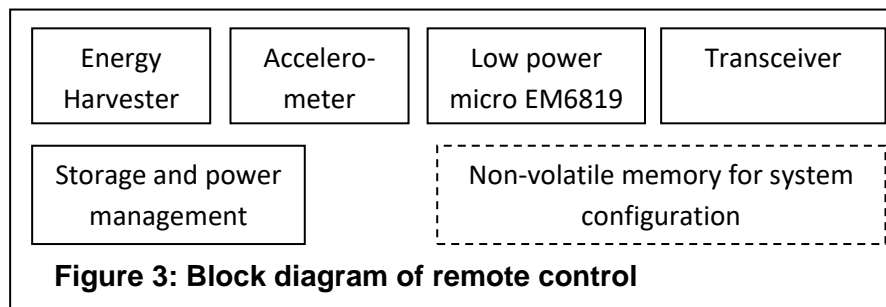 Energy
Harvester
Accelero-
meter
Low power
micro EM6819
Transceiver
Storage and power
management
Non-volatile memory for system
configuration
Figure 3: Block diagram of remote control